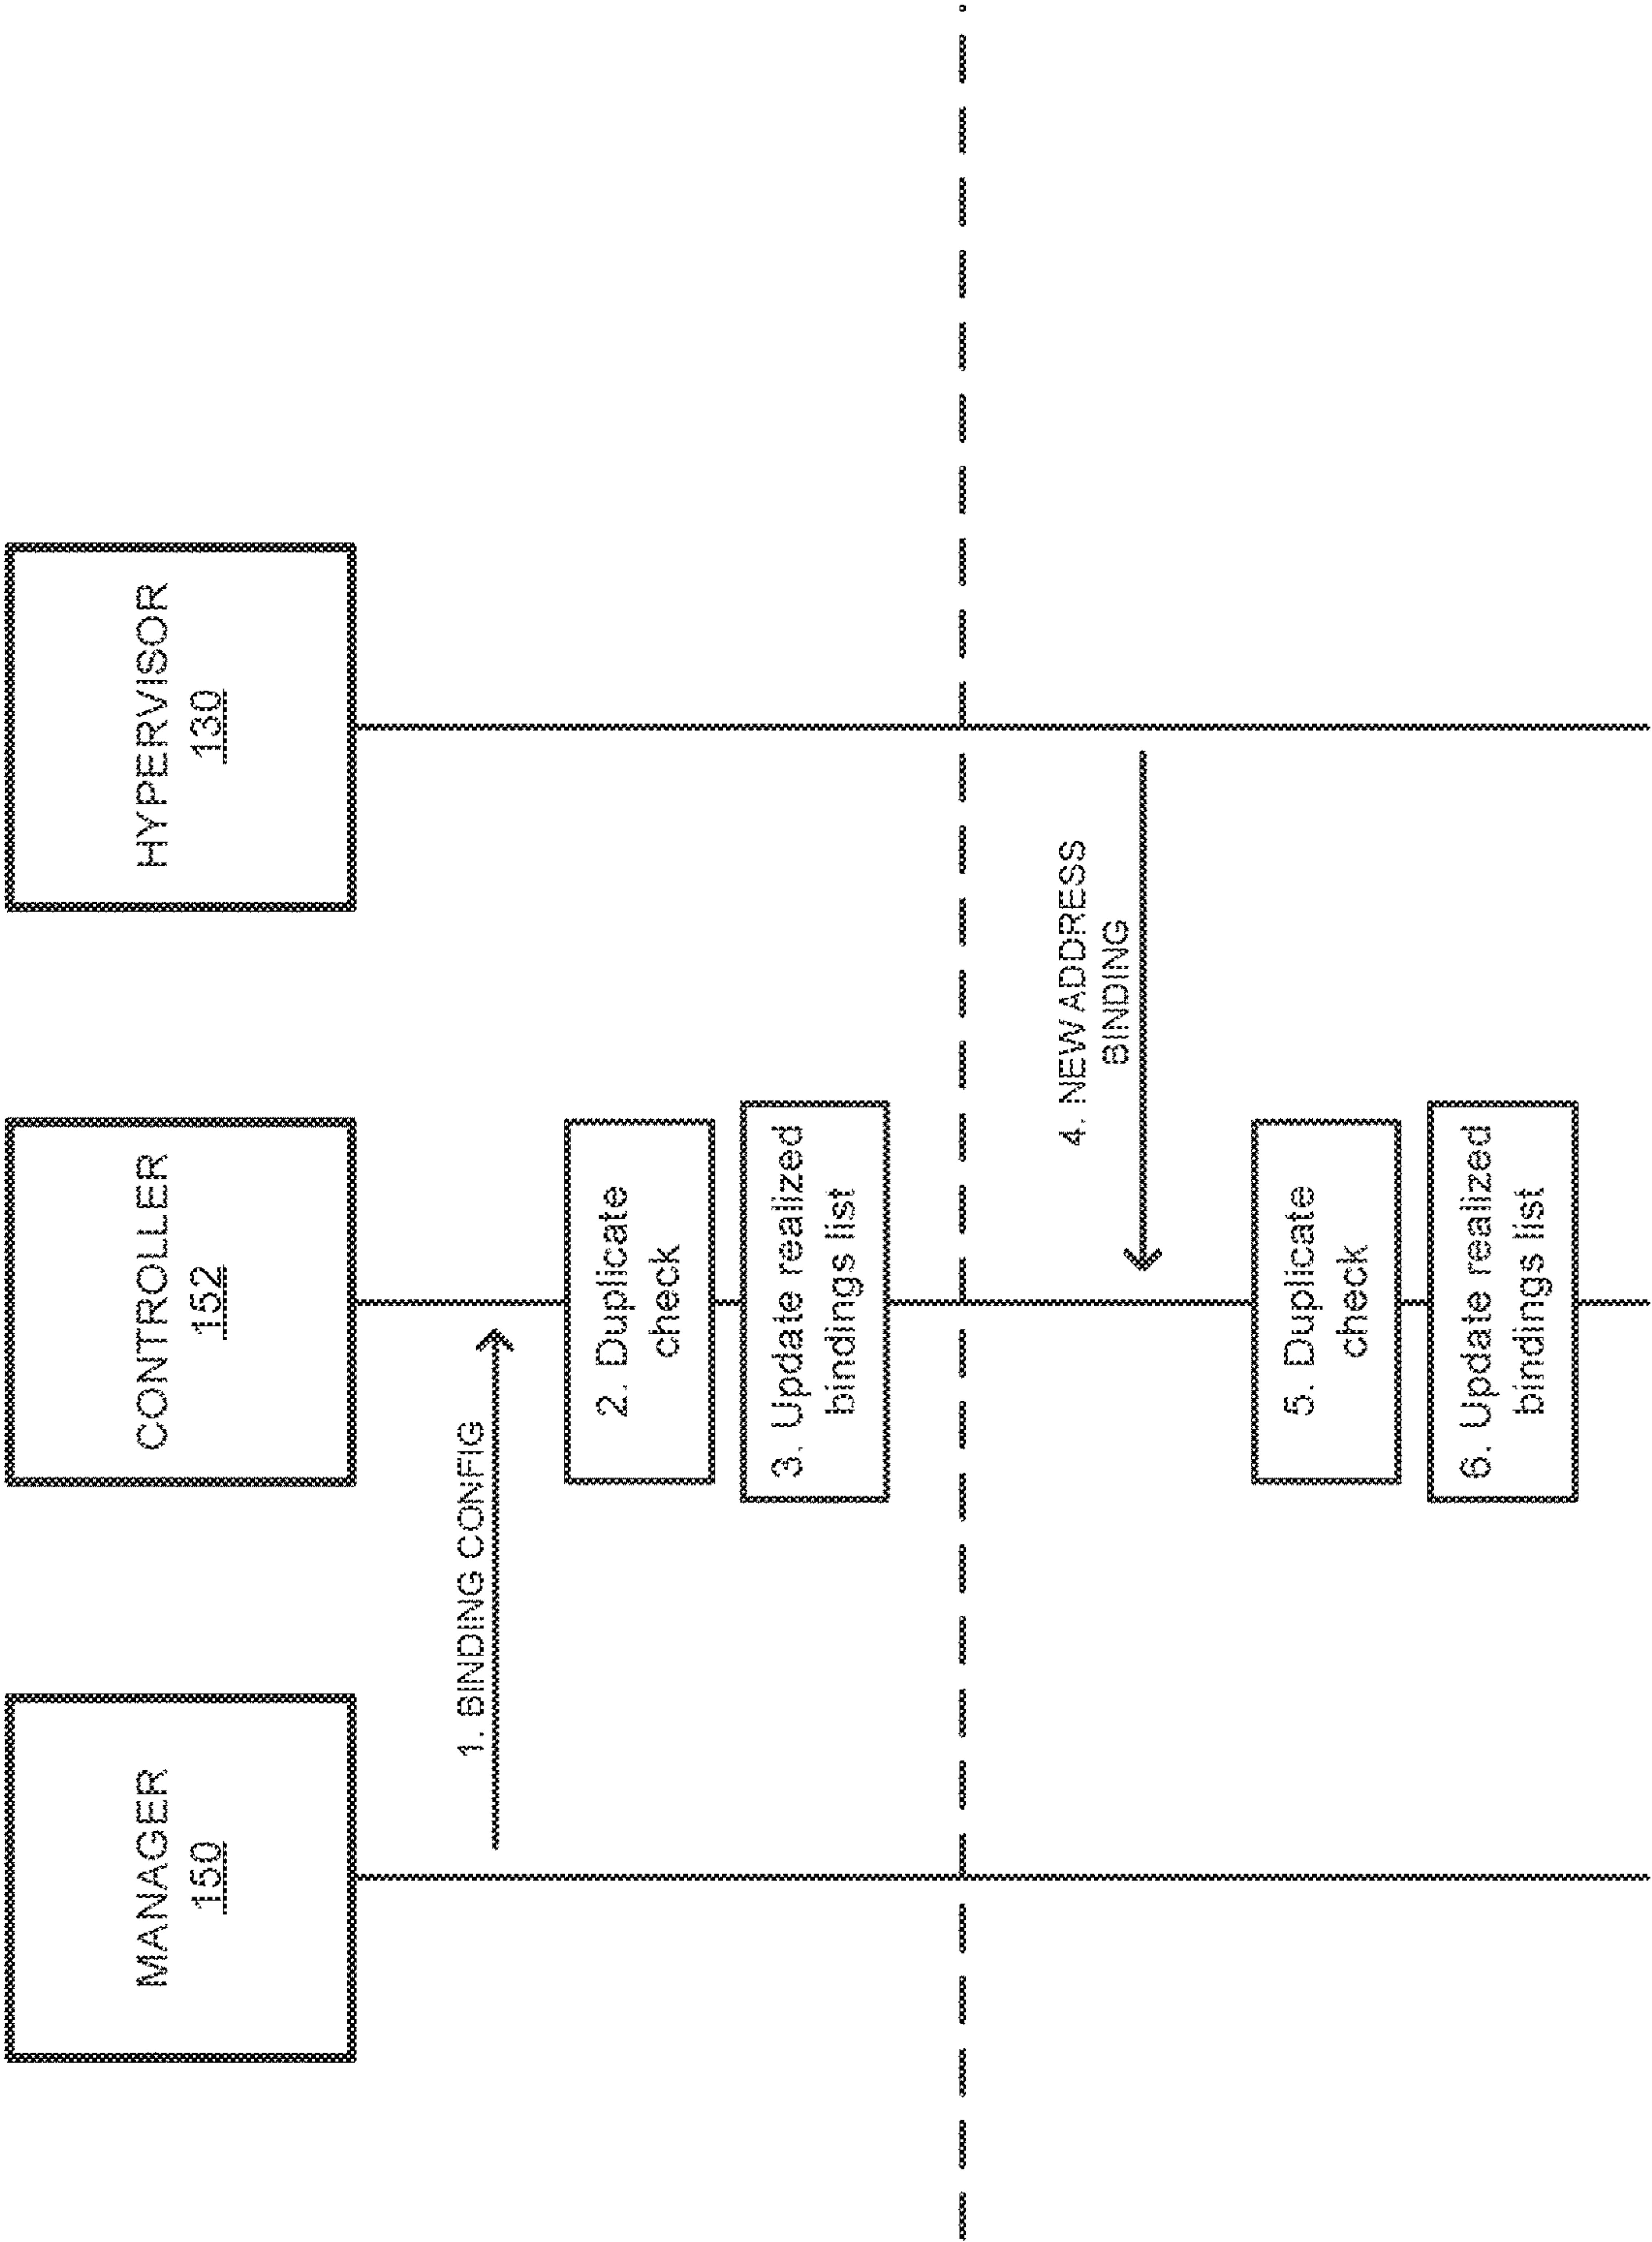 MANAGER
150
CONTROLLER
152
HYPERVISOR
130
1. BINDING CONFIG
2. Duplicate
check
3. Update realized
bindings list
4. NEW ADDRESS
BINDING
5. Duplicate
check
6. Update realized
bindings list